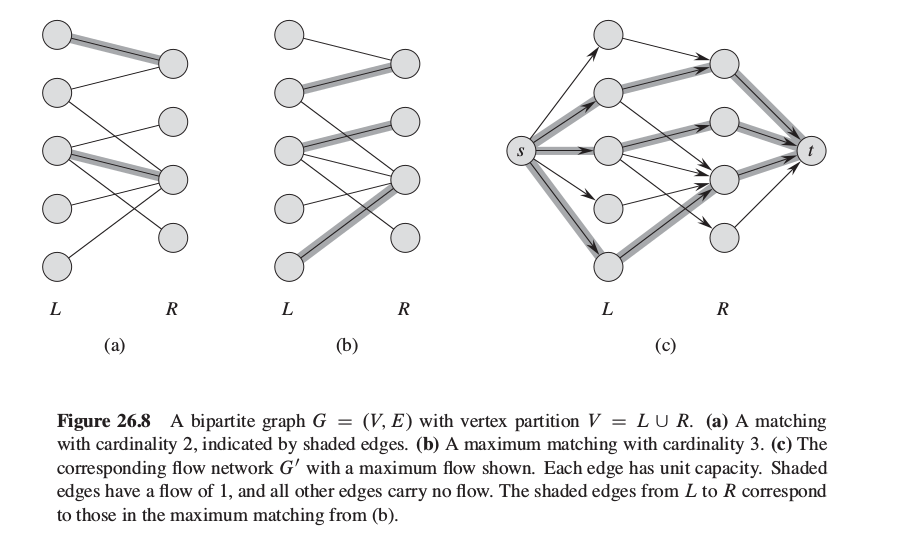 s
t
L
R
L
R
L
R
(a)
(b)
(c)
Figure 26.8 A bipartite graph G = (V, E) with vertex partition V = L ∪ R. (a) A matching
with cardinality 2, indicated by shaded edges. (b) A maximum matching with cardinality 3. (c) The
corresponding flow network G′ with a maximum flow shown. Each edge has unit capacity. Shaded
edges have a flow of 1, and all other edges carry no flow. The shaded edges from L to R correspond
to those in the maximum matching from (b).